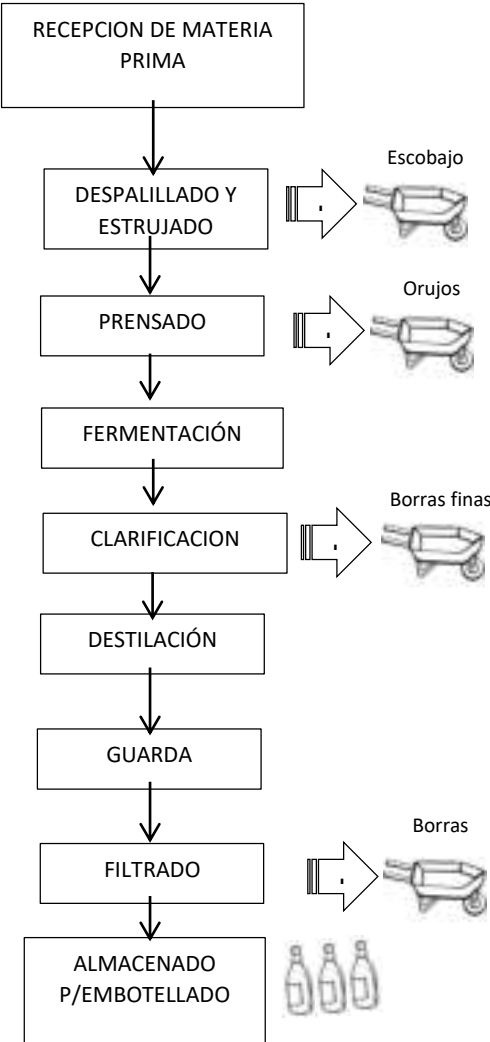 RECEPCION DE MATERIA
PRIMA
Escobajo
DESPALILLADO Y
ESTRUJADO
Orujos
PRENSADO
FERMENTACIÓN
Borras finas
CLARIFICACION
DESTILACIÓN
GUARDA
Borras
FILTRADO
ALMACENADO
P/EMBOTELLADO